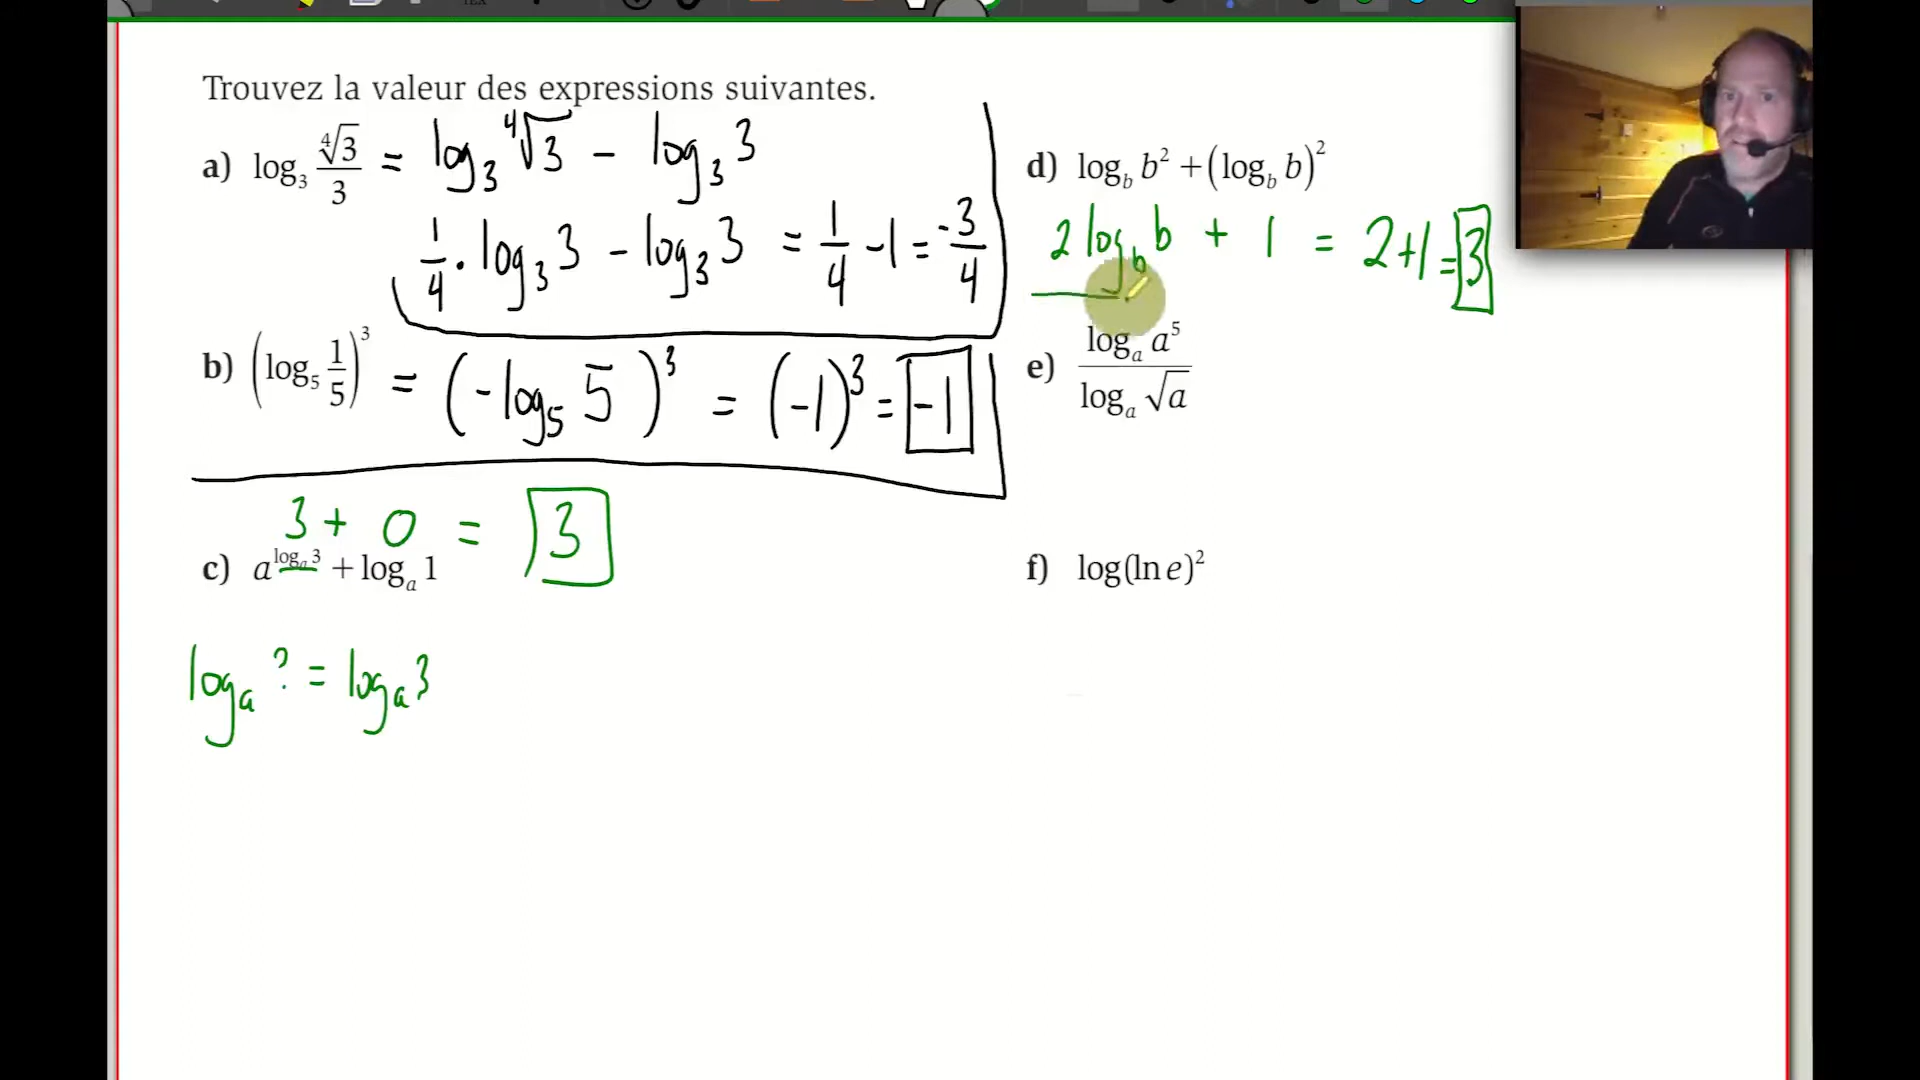 Trouvez la valeur des expressions suivantes.
a) log₃ ⁴√3/3 = log₃ ⁴√3 − log₃ 3
1/4 · log₃ 3 − log₃ 3 = 1/4 − 1 = -3/4
b) (log₅ 1/5)³ = (-log₅ 5)³ = (-1)³ = -1
3 + 0 = 3
c) a^(logₐ 3) + logₐ 1
logₐ ? = logₐ 3
d) log_b b² + (log_b b)²
2 log_b b + 1 = 2+1 = 3
e) logₐ a⁵ / logₐ √a
f) log(ln e)²